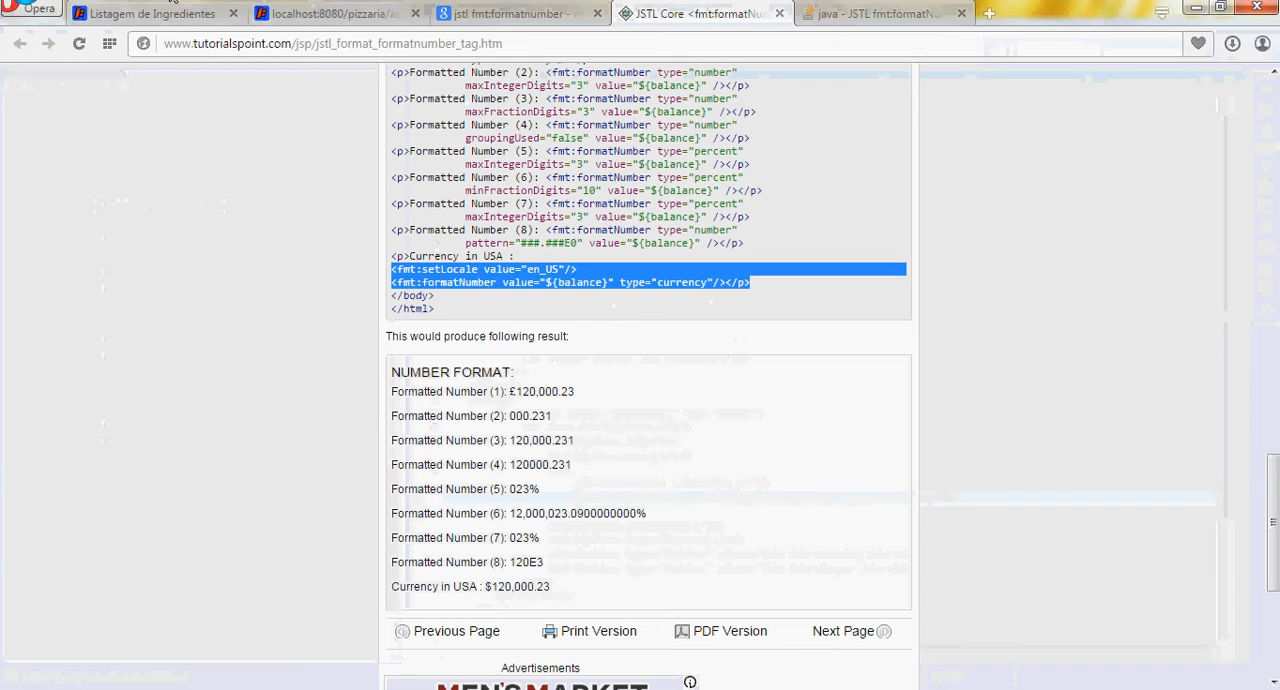 Opera
Listagem de Ingredientes
localhost:8080/pizzaria/
jstl fmt:formatnumber -
JSTL Core <fmt:formatNu
java - JSTL fmt:formatNu
www.tutorialspoint.com/jsp/jstl_format_formatnumber_tag.htm
<p>Formatted Number (2): <fmt:formatNumber type="number"
maxIntegerDigits="3" value="${balance}" /></p>
<p>Formatted Number (3): <fmt:formatNumber type="number"
maxFractionDigits="3" value="${balance}" /></p>
<p>Formatted Number (4): <fmt:formatNumber type="number"
groupingUsed="false" value="${balance}" /></p>
<p>Formatted Number (5): <fmt:formatNumber type="percent"
maxIntegerDigits="3" value="${balance}" /></p>
<p>Formatted Number (6): <fmt:formatNumber type="percent"
minFractionDigits="10" value="${balance}" /></p>
<p>Formatted Number (7): <fmt:formatNumber type="percent"
maxIntegerDigits="3" value="${balance}" /></p>
<p>Formatted Number (8): <fmt:formatNumber type="number"
pattern="###.###E0" value="${balance}" /></p>
<p>Currency in USA :
<fmt:setLocale value="en_US"/>
<fmt:formatNumber value="${balance}" type="currency"/></p>
</body>
</html>
This would produce following result:
NUMBER FORMAT:
Formatted Number (1): £120,000.23
Formatted Number (2): 000.231
Formatted Number (3): 120,000.231
Formatted Number (4): 120000.231
Formatted Number (5): 023%
Formatted Number (6): 12,000,023.0900000000%
Formatted Number (7): 023%
Formatted Number (8): 120E3
Currency in USA : $120,000.23
Previous Page
Print Version
PDF Version
Next Page
Advertisements
MEN'S MARKET